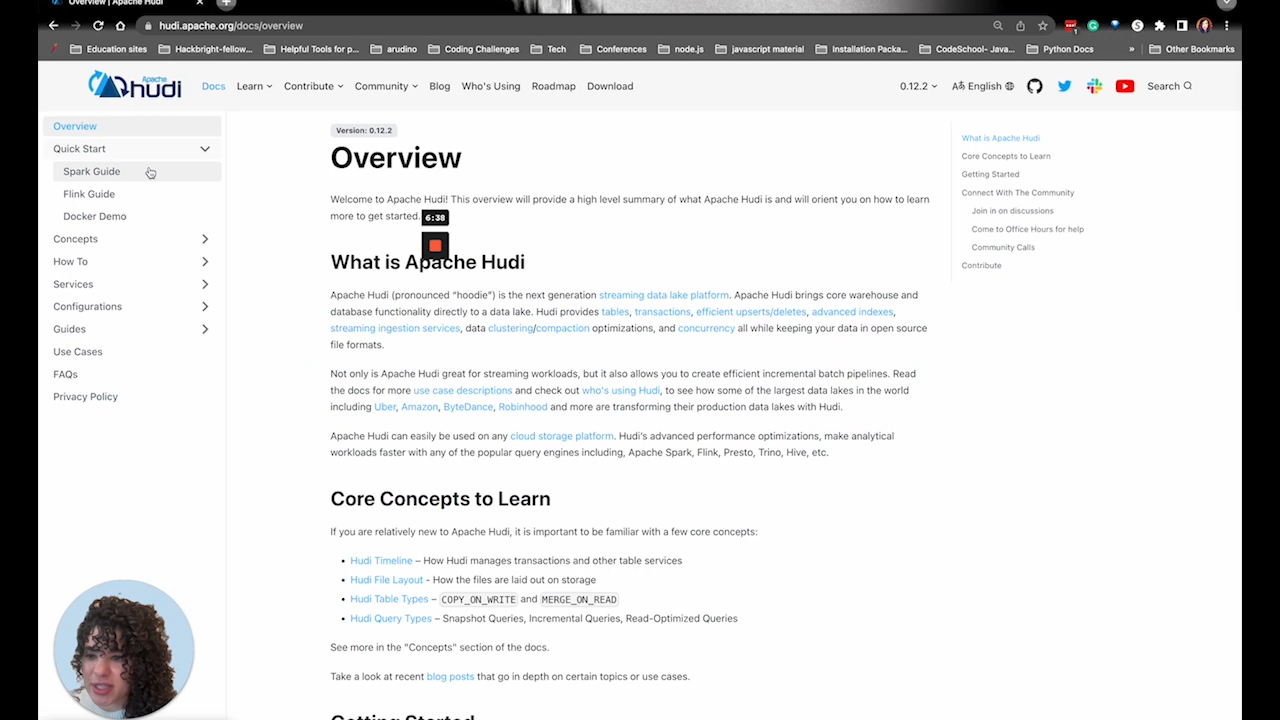 Overview | Apache Hudi
hudi.apache.org/docs/overview
Education sites Hackbright-fellow... Helpful Tools for p... arudino Coding Challenges Tech Conferences node.js javascript material Installation Packa... CodeSchool- Java... Python Docs » Other Bookmarks
Apache hudi Docs Learn Contribute Community Blog Who's Using Roadmap Download 0.12.2 English Search
Overview
Quick Start
Spark Guide
Flink Guide
Docker Demo
Concepts
How To
Services
Configurations
Guides
Use Cases
FAQs
Privacy Policy
Version: 0.12.2
Overview
Welcome to Apache Hudi! This overview will provide a high level summary of what Apache Hudi is and will orient you on how to learn
more to get started.
6:38
What is Apache Hudi
Apache Hudi (pronounced “hoodie”) is the next generation streaming data lake platform. Apache Hudi brings core warehouse and
database functionality directly to a data lake. Hudi provides tables, transactions, efficient upserts/deletes, advanced indexes,
streaming ingestion services, data clustering/compaction optimizations, and concurrency all while keeping your data in open source
file formats.
Not only is Apache Hudi great for streaming workloads, but it also allows you to create efficient incremental batch pipelines. Read
the docs for more use case descriptions and check out who's using Hudi, to see how some of the largest data lakes in the world
including Uber, Amazon, ByteDance, Robinhood and more are transforming their production data lakes with Hudi.
Apache Hudi can easily be used on any cloud storage platform. Hudi's advanced performance optimizations, make analytical
workloads faster with any of the popular query engines including, Apache Spark, Flink, Presto, Trino, Hive, etc.
Core Concepts to Learn
If you are relatively new to Apache Hudi, it is important to be familiar with a few core concepts:
• Hudi Timeline – How Hudi manages transactions and other table services
• Hudi File Layout - How the files are laid out on storage
• Hudi Table Types – COPY_ON_WRITE and MERGE_ON_READ
• Hudi Query Types – Snapshot Queries, Incremental Queries, Read-Optimized Queries
See more in the "Concepts" section of the docs.
Take a look at recent blog posts that go in depth on certain topics or use cases.
Getting Started
What is Apache Hudi
Core Concepts to Learn
Getting Started
Connect With The Community
Join in on discussions
Come to Office Hours for help
Community Calls
Contribute